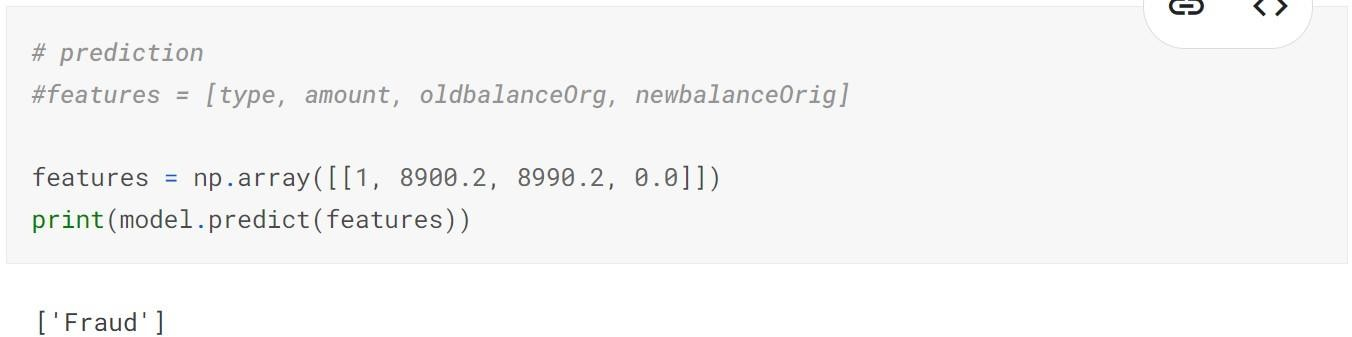 # prediction
#features = [type, amount, oldbalanceOrg, newbalanceOrig]
features = np.array([[1, 8900.2, 8990.2, 0.0]])
print(model.predict(features))
['Fraud']